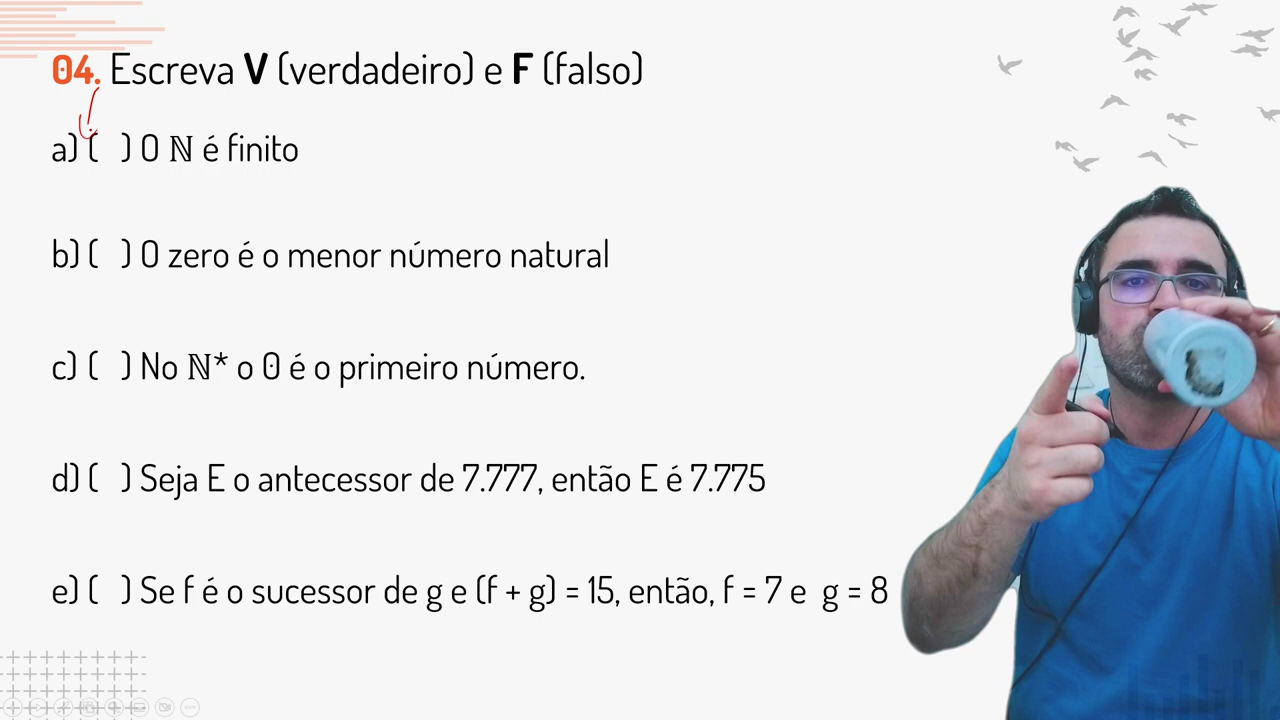 04. Escreva V (verdadeiro) e F (falso)
a) ( ) O ℕ é finito
b) ( ) O zero é o menor número natural
c) ( ) No ℕ* o 0 é o primeiro número.
d) ( ) Seja E o antecessor de 7.777, então E é 7.775
e) ( ) Se f é o sucessor de g e (f + g) = 15, então, f = 7 e g = 8